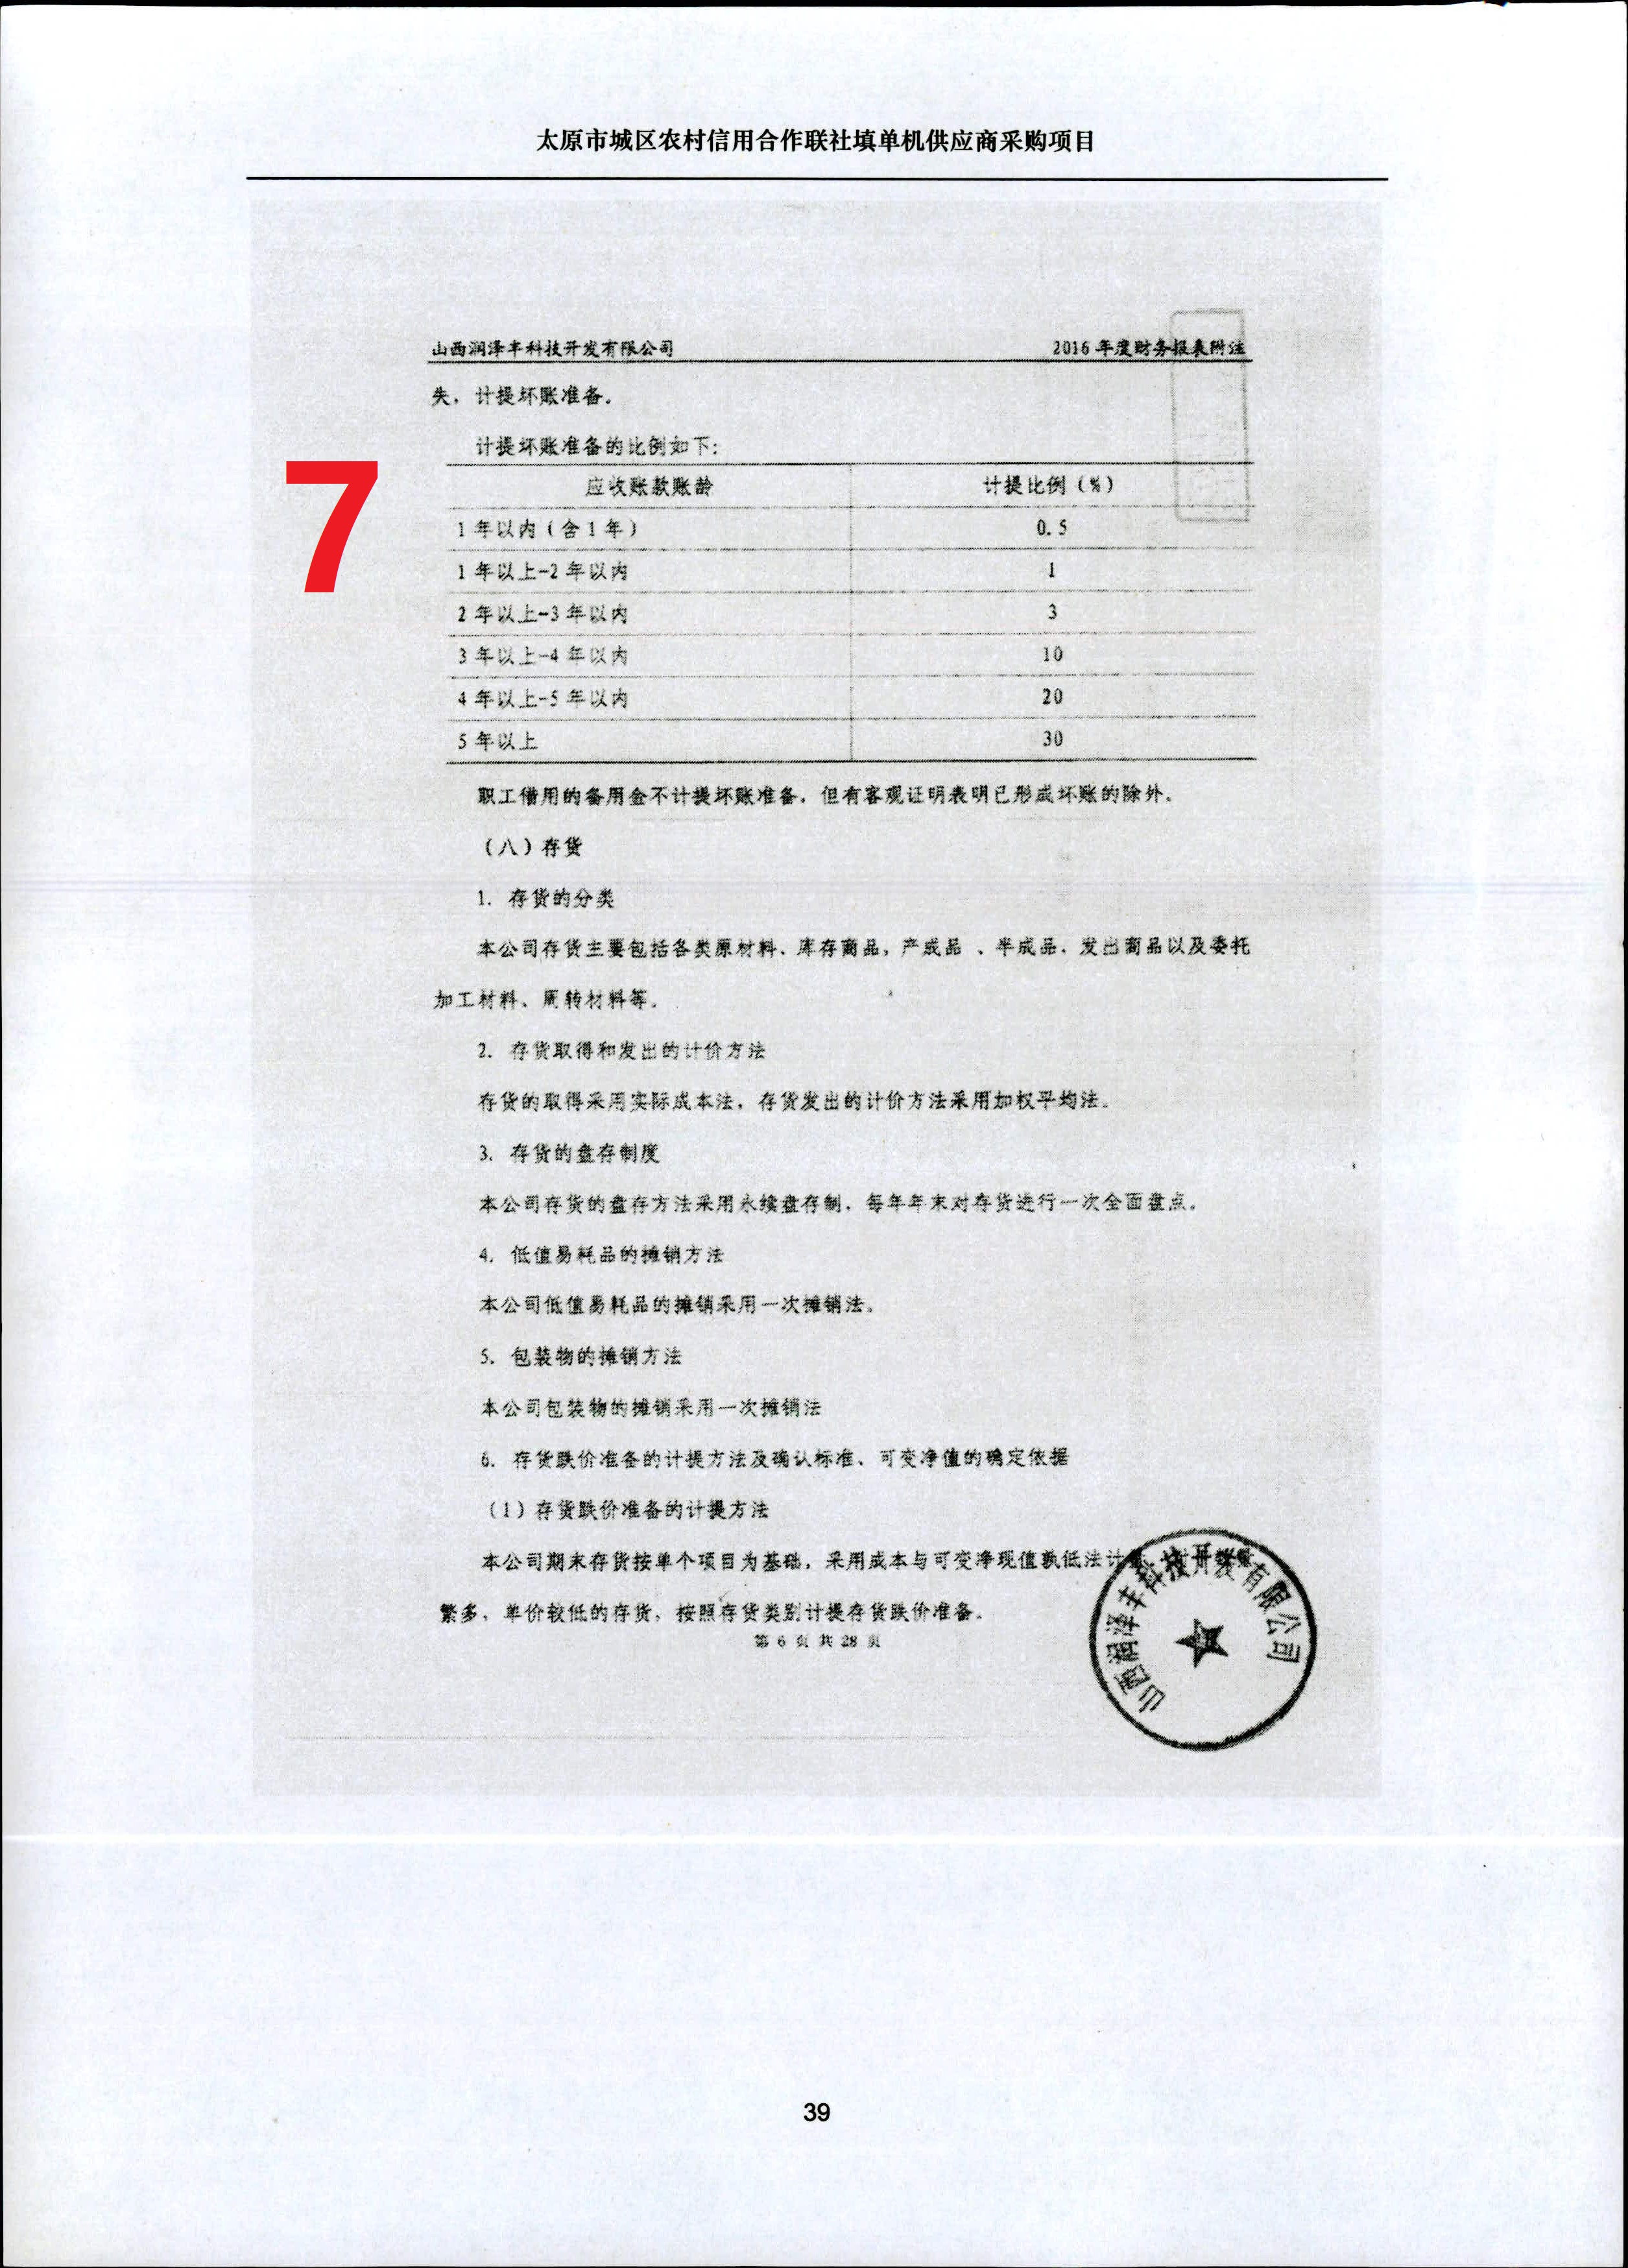 太原市城区农村信用合作联社填单机供应商采购项目
山西润泽丰科技开发有限公司 2016 年度财务报表附注
失，计提坏账准备。
计提坏账准备的比例如下：
7
应收账款账龄 计提比例（%）
1 年以内（含 1 年） 0.5
1 年以上-2 年以内 1
2 年以上-3 年以内 3
3 年以上-4 年以内 10
4 年以上-5 年以内 20
5 年以上 30
职工借用的备用金不计提坏账准备，但有客观证明表明已形成坏账的除外。
（八）存货
1. 存货的分类
本公司存货主要包括各类原材料、库存商品，产成品 、半成品、发出商品以及委托
加工材料、周转材料等。
2. 存货取得和发出的计价方法
存货的取得采用实际成本法，存货发出的计价方法采用加权平均法。
3. 存货的盘存制度
本公司存货的盘存方法采用永续盘存制，每年年末对存货进行一次全面盘点。
4. 低值易耗品的摊销方法
本公司低值易耗品的摊销采用一次摊销法。
5. 包装物的摊销方法
本公司包装物的摊销采用一次摊销法
6. 存货跌价准备的计提方法及确认标准、可变净值的确定依据
（1）存货跌价准备的计提方法
本公司期末存货按单个项目为基础，采用成本与可变净现值孰低法计
繁多，单价较低的存货，按照存货类别计提存货跌价准备。
第 6 页 共 28 页
山西润泽丰科技开发有限公司
39